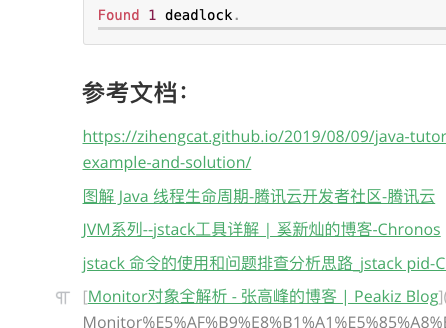 Found 1 deadlock.
参考文档：
https://zihengcat.github.io/2019/08/09/java-tutor
example-and-solution/
图解 Java 线程生命周期-腾讯云开发者社区-腾讯云
JVM系列--jstack工具详解 | 奚新灿的博客-Chronos
jstack 命令的使用和问题排查分析思路_jstack pid-C
[Monitor对象全解析 - 张高峰的博客 | Peakiz Blog](
Monitor%E5%AF%B9%E8%B1%A1%E5%85%A8%